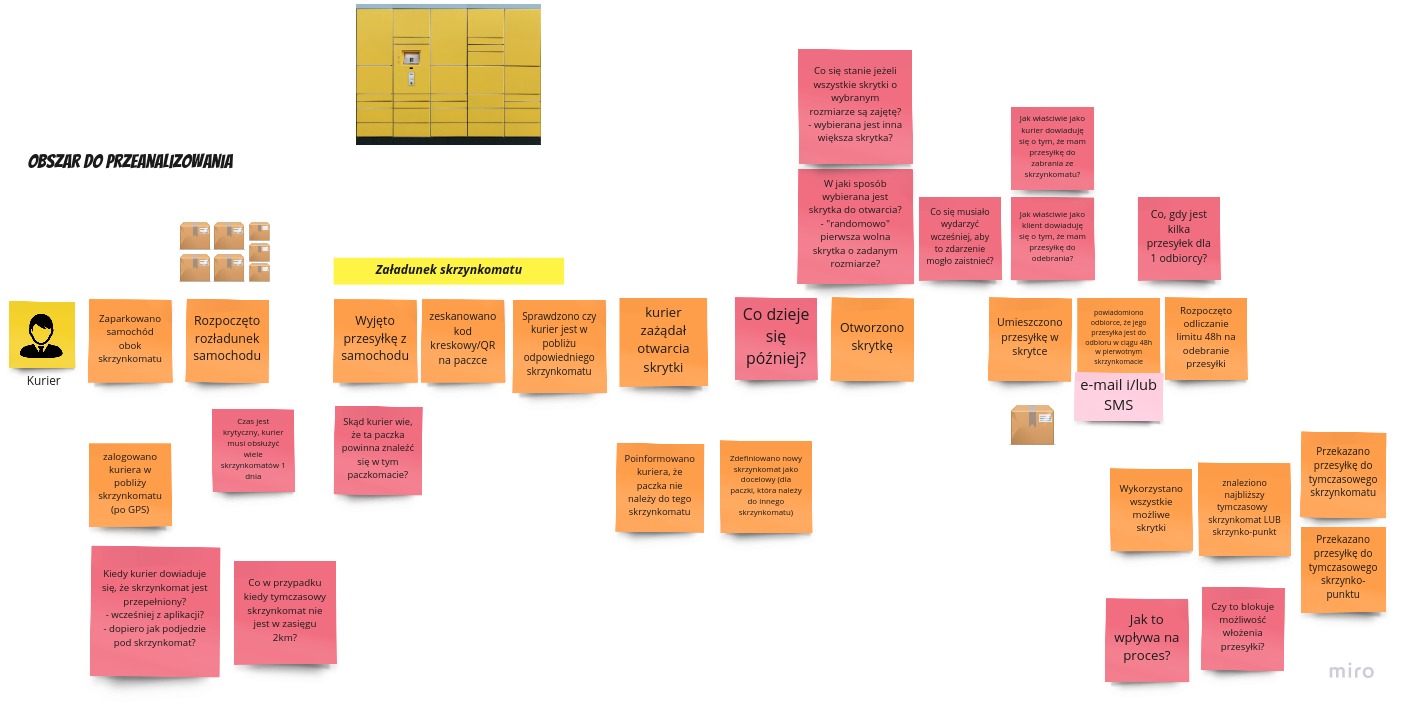 OBSZAR DO PRZEANALIZOWANIA
Co się stanie jeżeli
wszystkie skrytki o
wybranym
rozmiarze są zajętę?
- wybierana jest inna
większa skrytka?
W jaki sposób
wybierana jest
skrytka do otwarcia?
- "randomowo"
pierwsza wolna
skrytka o zadanym
rozmiarze?
Co się musiało
wydarzyć
wcześniej, aby
to zdarzenie
mogło zaistnieć?
Jak właściwie jako
kurier dowiaduję
się o tym, że mam
przesyłkę do
zabrania ze
skrzynkomatu?
Jak właściwie jako
klient dowiaduję
się o tym, że mam
przesyłkę do
odebrania?
Co, gdy jest
kilka
przesyłek dla
1 odbiorcy?
Załadunek skrzynkomatu
Kurier
Zaparkowano
samochód
obok
skrzynkomatu
Rozpoczęto
rozładunek
samochodu
Wyjęto
przesyłkę z
samochodu
zeskanowano
kod
kreskowy/QR
na paczce
Sprawdzono czy
kurier jest w
pobliżu
odpowiedniego
skrzynkomatu
kurier
zażądał
otwarcia
skrytki
Co dzieje
się
później?
Otworzono
skrytkę
Umieszczono
przesyłkę w
skrytce
powiadomiono
odbiorce, że jego
przesyłka jest do
odbioru w ciągu 48h
w pierwotnym
skrzynkomacie
e-mail i/lub
SMS
Rozpoczęto
odliczanie
limitu 48h na
odebranie
przesyłki
zalogowano
kuriera w
pobliży
skrzynkomatu
(po GPS)
Czas jest
krytyczny, kurier
musi obsłużyć
wiele
skrzynkomatów 1
dnia
Skąd kurier wie,
że ta paczka
powinna znaleźć
się w tym
paczkomacie?
Poinformowano
kuriera, że
paczka nie
należy do tego
skrzynkomatu
Zdefiniowano nowy
skrzynkomat jako
docelowy (dla
paczki, która należy
do innego
skrzynkomatu)
Wykorzystano
wszystkie
możliwe
skrytki
znaleziono
najbliższy
tymczasowy
skrzynkomat LUB
skrzynko-punkt
Przekazano
przesyłkę do
tymczasowego
skrzynkomatu
Przekazano
przesyłkę do
tymczasowego
skrzynko-
punktu
Kiedy kurier dowiaduje
się, że skrzynkomat jest
przepełniony?
- wcześniej z aplikacji?
- dopiero jak podjedzie
pod skrzynkomat?
Co w przypadku
kiedy tymczasowy
skrzynkomat nie
jest w zasięgu
2km?
Jak to
wpływa na
proces?
Czy to blokuje
możliwość
włożenia
przesyłki?
miro